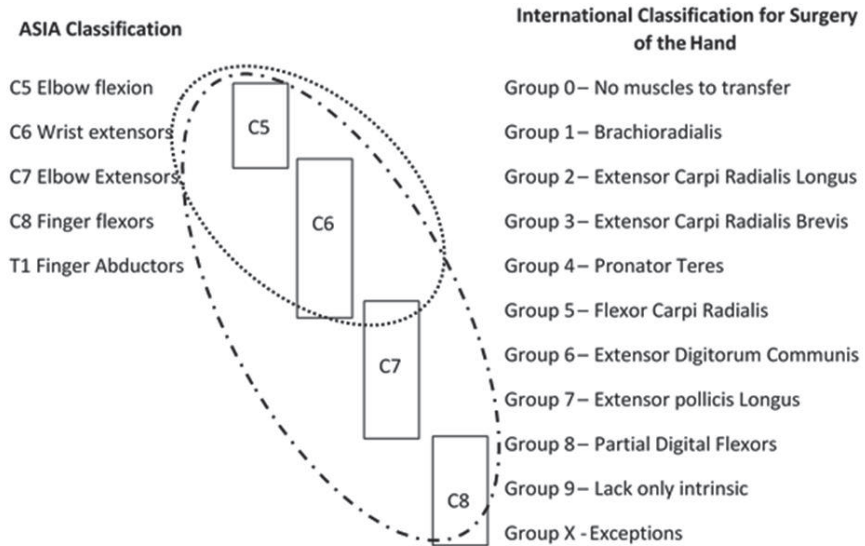 ASIA Classification
C5 Elbow flexion
C6 Wrist extensors
C7 Elbow Extensors
C8 Finger flexors
T1 Finger Abductors
C5
C6
C7
C8
International Classification for Surgery
of the Hand
Group 0– No muscles to transfer
Group 1– Brachioradialis
Group 2– Extensor Carpi Radialis Longus
Group 3– Extensor Carpi Radialis Brevis
Group 4– Pronator Teres
Group 5– Flexor Carpi Radialis
Group 6– Extensor Digitorum Communis
Group 7– Extensor pollicis Longus
Group 8– Partial Digital Flexors
Group 9– Lack only intrinsic
Group X -Exceptions